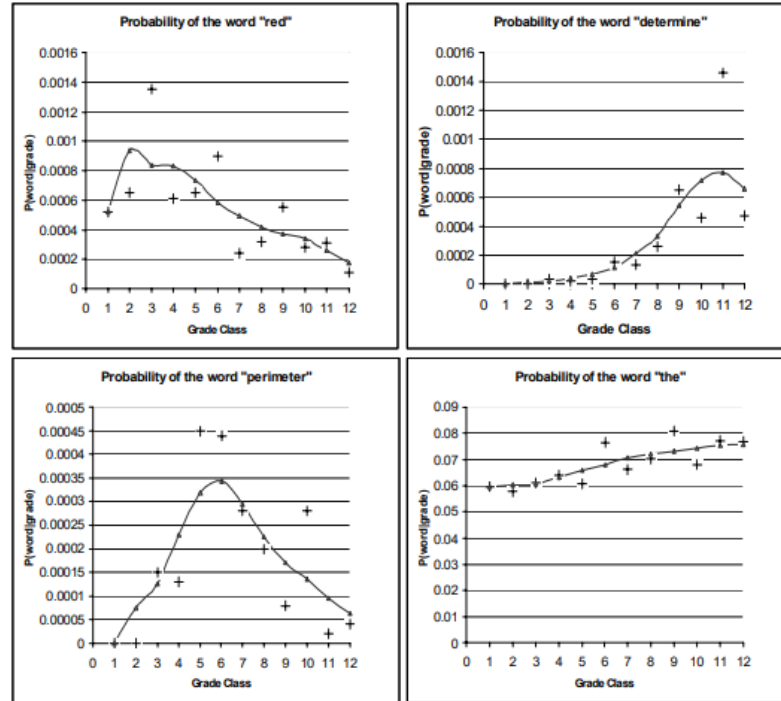 Probability of the word "red"
0.0016
0.0014
0.0012
0.001
0.0008
0.0006
0.0004
0.0002
0
P(word|grade)
0 1 2 3 4 5 6 7 8 9 10 11 12
Grade Class
Probability of the word "determine"
0.0016
0.0014
0.0012
0.001
0.0008
0.0006
0.0004
0.0002
0
P(word|grade)
0 1 2 3 4 5 6 7 8 9 10 11 12
Grade Class
Probability of the word "perimeter"
0.0005
0.00045
0.0004
0.00035
0.0003
0.00025
0.0002
0.00015
0.0001
0.00005
0
P(word|grade)
0 1 2 3 4 5 6 7 8 9 10 11 12
Grade Class
Probability of the word "the"
0.09
0.08
0.07
0.06
0.05
0.04
0.03
0.02
0.01
0
P(word|grade)
0 1 2 3 4 5 6 7 8 9 10 11 12
Grade Class